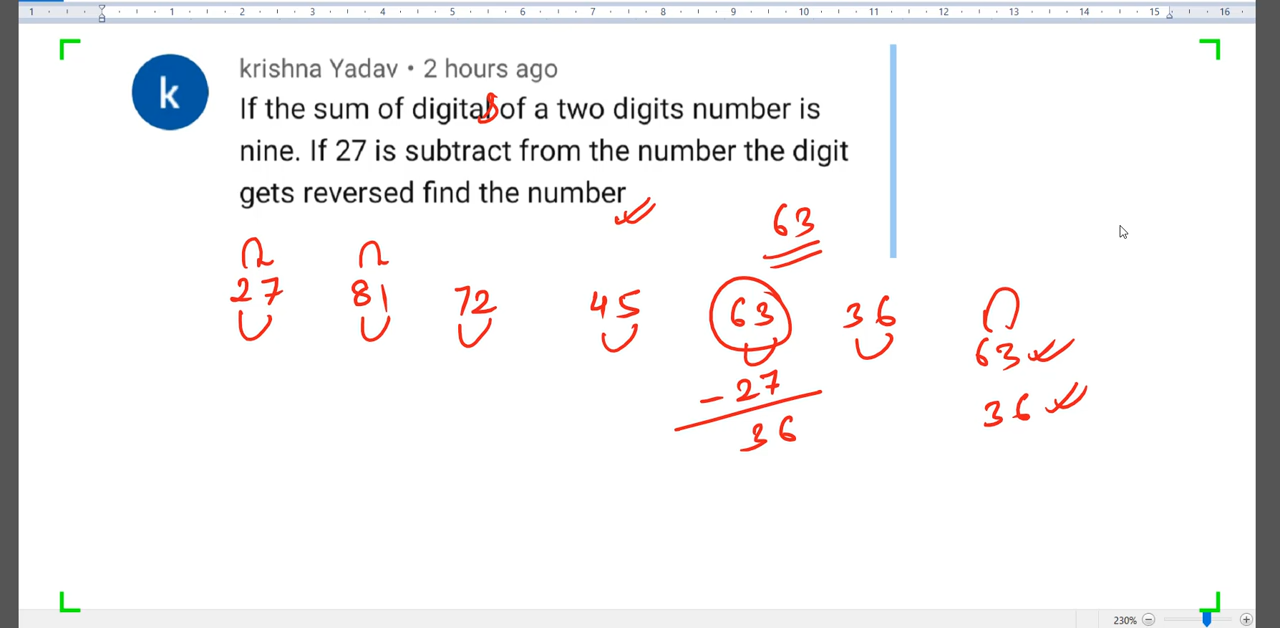 1 1 2 3 4 5 6 7 8 9 10 11 12 13 14 15 16
k
krishna Yadav • 2 hours ago
If the sum of digitals of a two digits number is
nine. If 27 is subtract from the number the digit
gets reversed find the number
63
27 81 72 45 63 36
63
- 27
36
36
230%